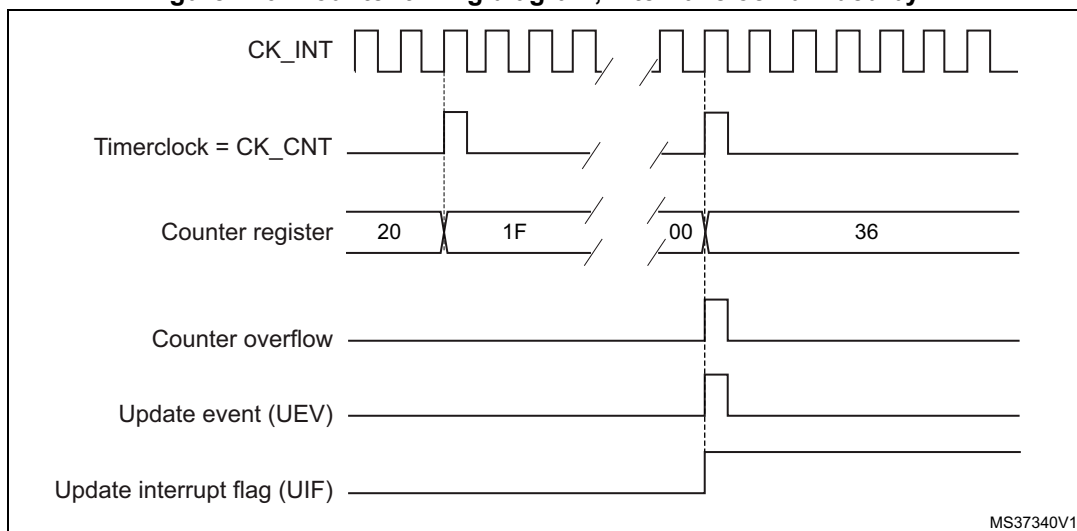 CK_INT
Timerclock = CK_CNT
Counter register 20 1F 00 36
Counter overflow
Update event (UEV)
Update interrupt flag (UIF)
MS37340V1